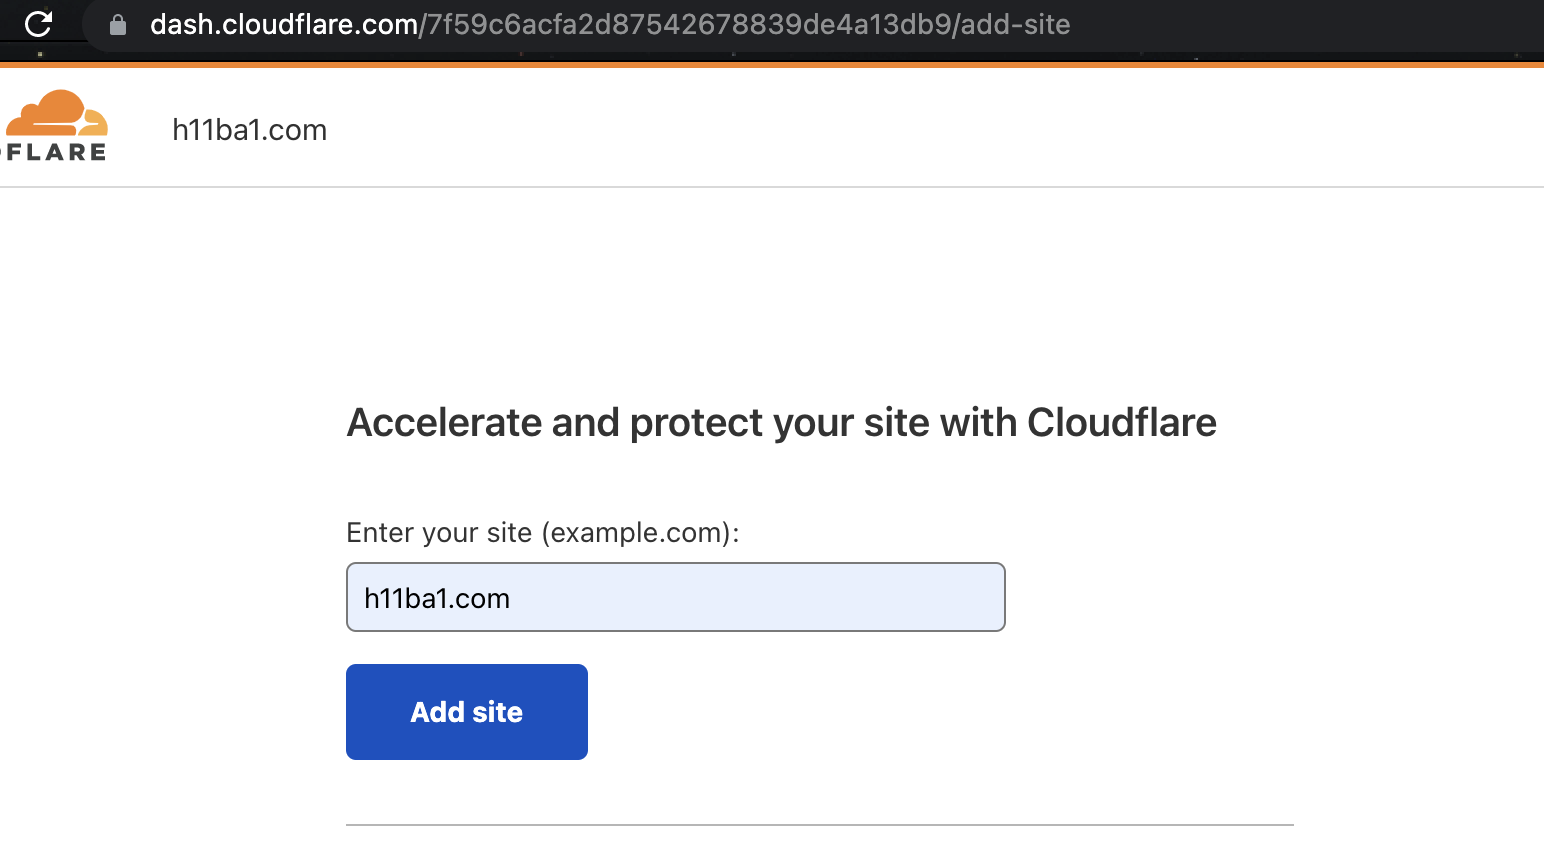 dash.cloudflare.com/7f59c6acfa2d87542678839de4a13db9/add-site
FLARE
h11ba1.com
Accelerate and protect your site with Cloudflare
Enter your site (example.com):
h11ba1.com
Add site